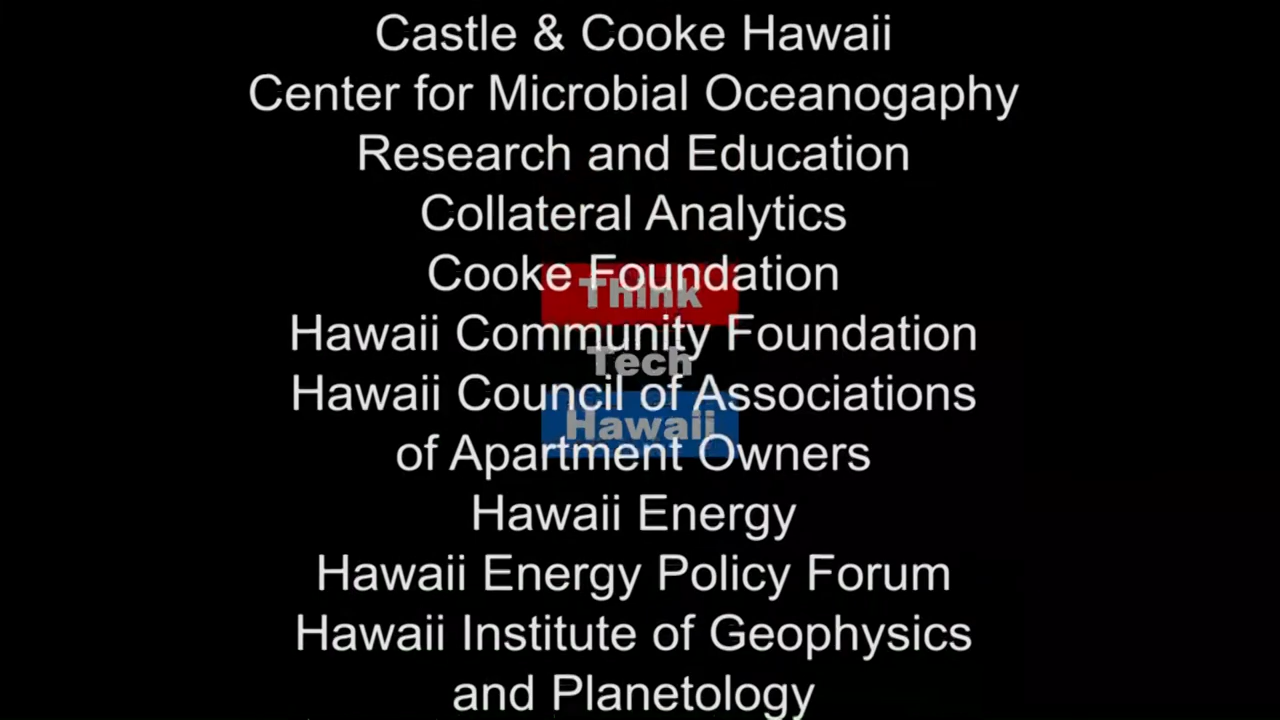 Castle & Cooke Hawaii
Center for Microbial Oceanogaphy
Research and Education
Collateral Analytics
Cooke Foundation
Think
Hawaii Community Foundation
Tech
Hawaii Council of Associations
Hawaii
of Apartment Owners
Hawaii Energy
Hawaii Energy Policy Forum
Hawaii Institute of Geophysics
and Planetology